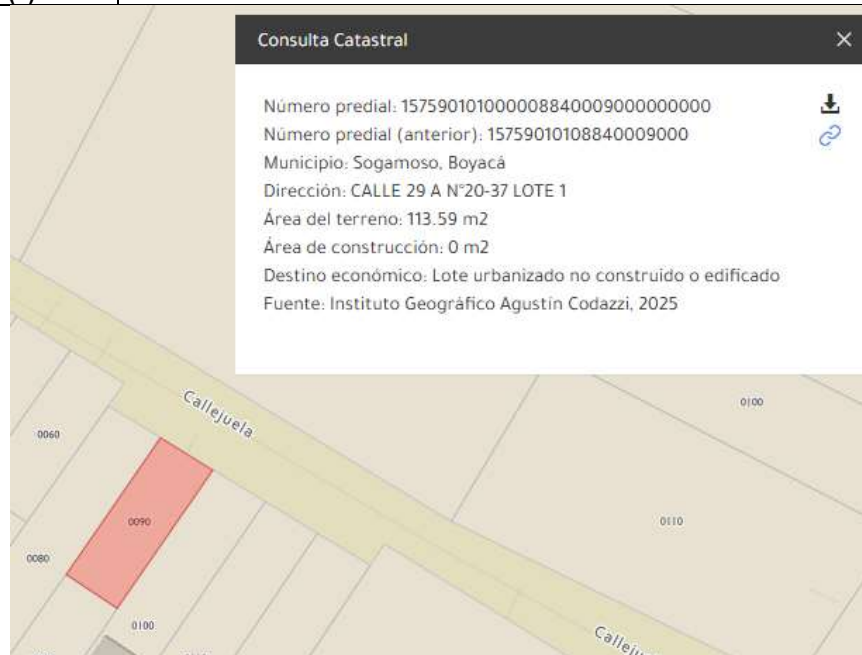 Consulta Catastral
Número predial: 157590101000008840009000000000
Número predial (anterior): 15759010108840009000
Municipio: Sogamoso, Boyacá
Dirección: CALLE 29 A N°20-37 LOTE 1
Área del terreno: 113.59 m2
Área de construcción: 0 m2
Destino económico: Lote urbanizado no construido o edificado
Fuente: Instituto Geográfico Agustín Codazzi, 2025
Callejuela
0100
0060
0090
0110
0080
0100